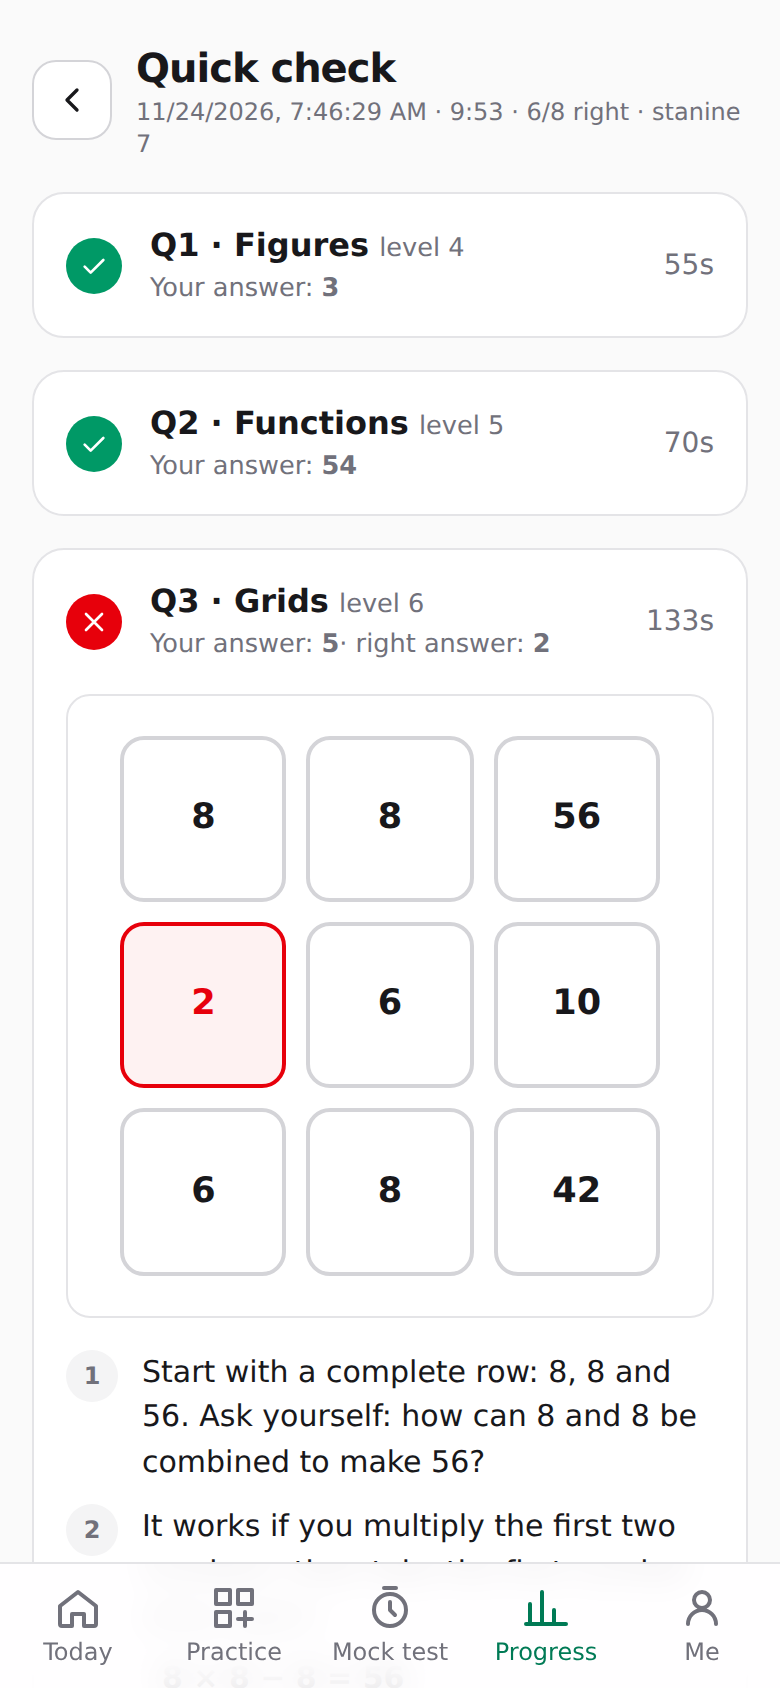 Quick check
11/24/2026, 7:46:29 AM · 9:53 · 6/8 right · stanine
7
Q1 · Figures level 4
Your answer: 3
55s
Q2 · Functions level 5
Your answer: 54
70s
Q3 · Grids level 6
Your answer: 5· right answer: 2
133s
8 8 56
2 6 10
6 8 42
1 Start with a complete row: 8, 8 and
56. Ask yourself: how can 8 and 8 be
combined to make 56?
2 It works if you multiply the first two
8 × 8 − 8 = 56
Today Practice Mock test Progress Me